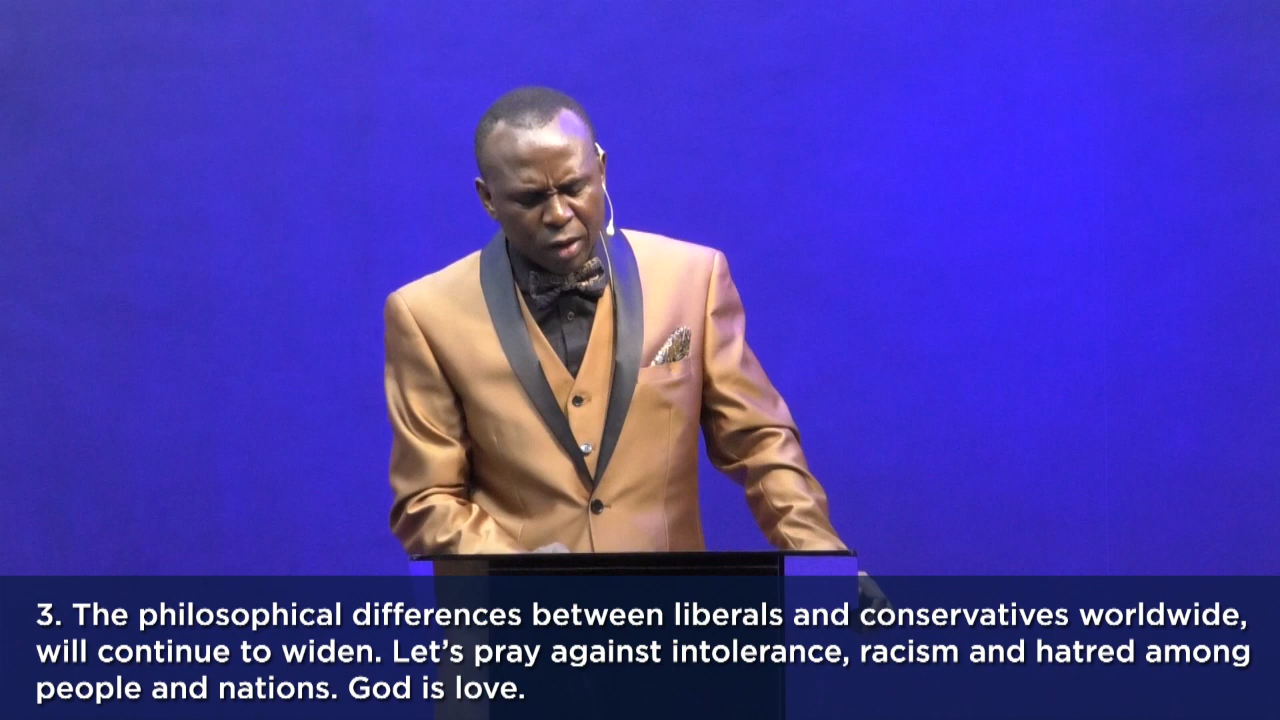 3. The philosophical differences between liberals and conservatives worldwide,
will continue to widen. Let's pray against intolerance, racism and hatred among
people and nations. God is love.